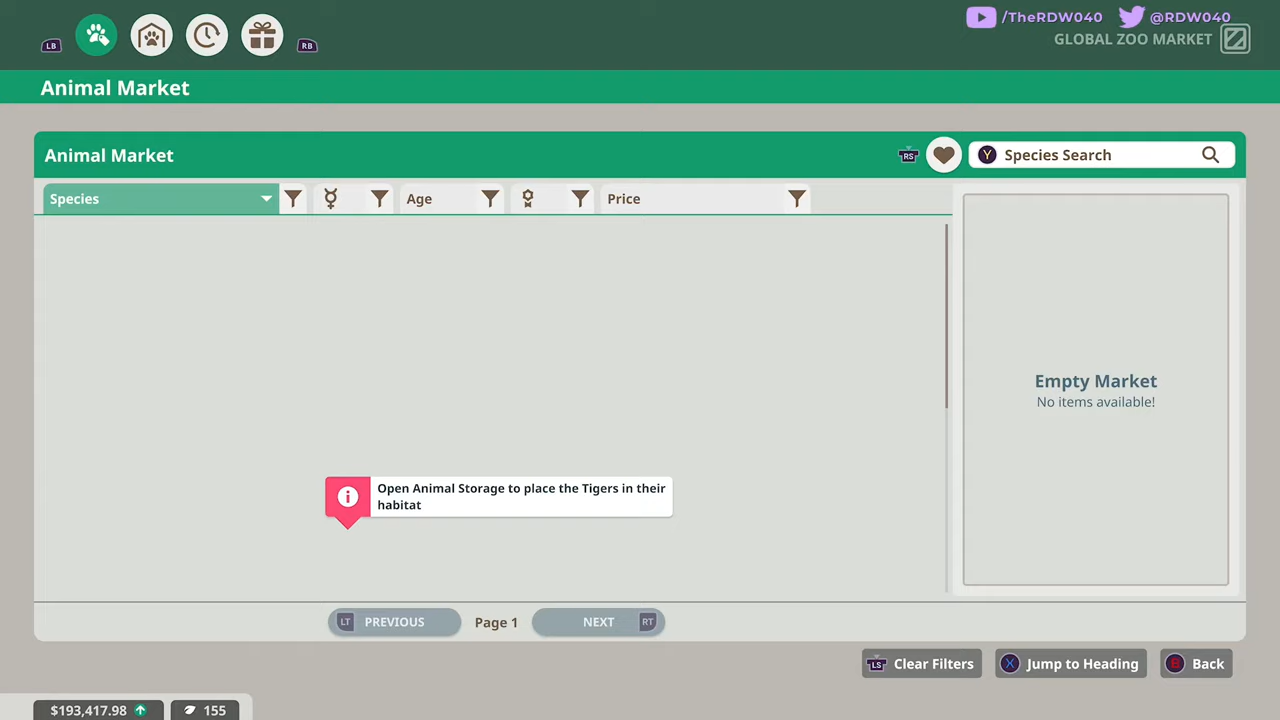 /TheRDW040 @RDW040
LB RB GLOBAL ZOO MARKET
Animal Market
Animal Market RS Y Species Search
Species Age Price
Empty Market
No items available!
Open Animal Storage to place the Tigers in their
habitat
LT PREVIOUS Page 1 NEXT RT
LS Clear Filters X Jump to Heading B Back
$193,417.98 155